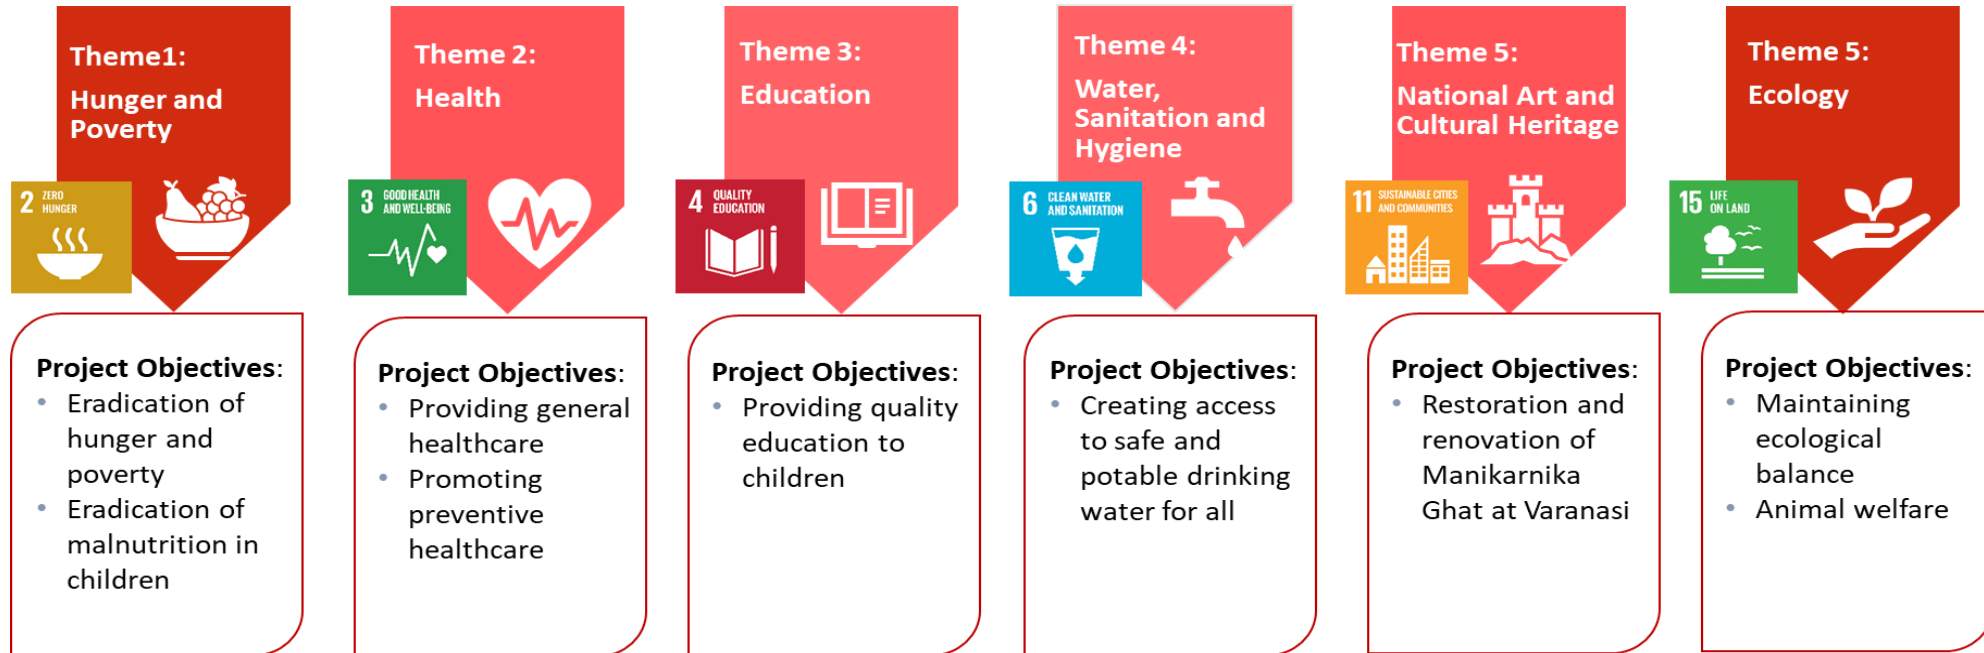 Theme1:
Hunger and
Poverty
2 ZERO
HUNGER
Project Objectives:
• Eradication of
hunger and
poverty
• Eradication of
malnutrition in
children
Theme 2:
Health
3 GOOD HEALTH
AND WELL-BEING
Project Objectives:
• Providing general
healthcare
• Promoting
preventive
healthcare
Theme 3:
Education
4 QUALITY
EDUCATION
Project Objectives:
• Providing quality
education to
children
Theme 4:
Water,
Sanitation and
Hygiene
6 CLEAN WATER
AND SANITATION
Project Objectives:
• Creating access
to safe and
potable drinking
water for all
Theme 5:
National Art and
Cultural Heritage
11 SUSTAINABLE CITIES
AND COMMUNITIES
Project Objectives:
• Restoration and
renovation of
Manikarnika
Ghat at Varanasi
Theme 5:
Ecology
15 LIFE
ON LAND
Project Objectives:
• Maintaining
ecological
balance
• Animal welfare